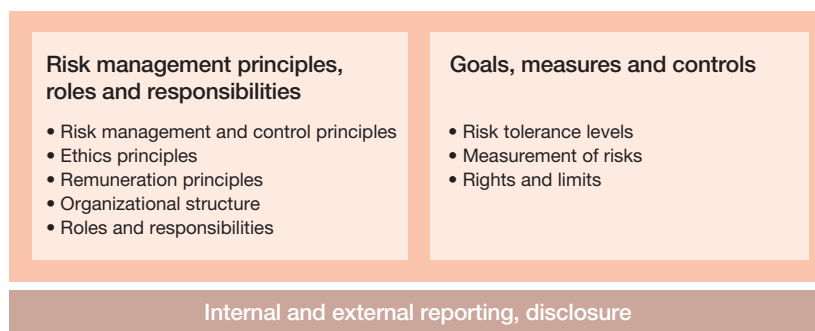 Risk management principles,
roles and responsibilities
• Risk management and control principles
• Ethics principles
• Remuneration principles
• Organizational structure
• Roles and responsibilities
Goals, measures and controls
• Risk tolerance levels
• Measurement of risks
• Rights and limits
Internal and external reporting, disclosure